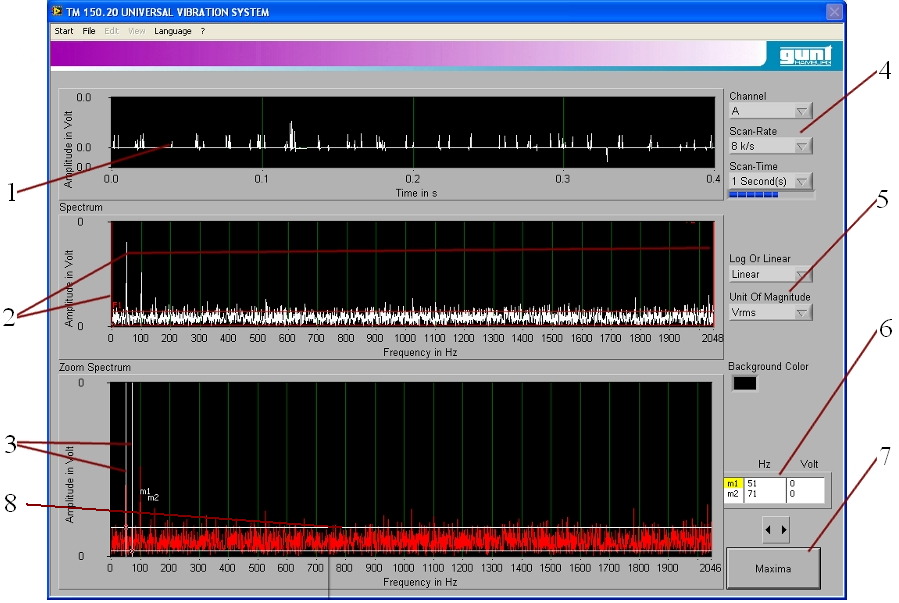 TM 150.20 UNIVERSAL VIBRATION SYSTEM
Start File Edit View Language ?
gunt
HAMBURG
4
Channel
A
Scan-Rate
8 k/s
Scan-Time
1 Second(s)
Amplitude in Volt
0.0
0.0
0.0
0.0 0.1 0.2 0.3 0.4
Time in s
1
Spectrum
5
Amplitude in Volt
0
0
F1
0 100 200 300 400 500 600 700 800 900 1000 1100 1200 1300 1400 1500 1600 1700 1800 1900 2048
Frequency in Hz
2
Log Or Linear
Linear
Unit Of Magnitude
Vrms
6
Zoom Spectrum
Background Color
Amplitude in Volt
0
0
m1
m2
0 100 200 300 400 500 600 700 800 900 1000 1100 1200 1300 1400 1500 1600 1700 1800 1900 2046
Frequency in Hz
3
8
7
Hz Volt
m1 51 0
m2 71 0
Maxima